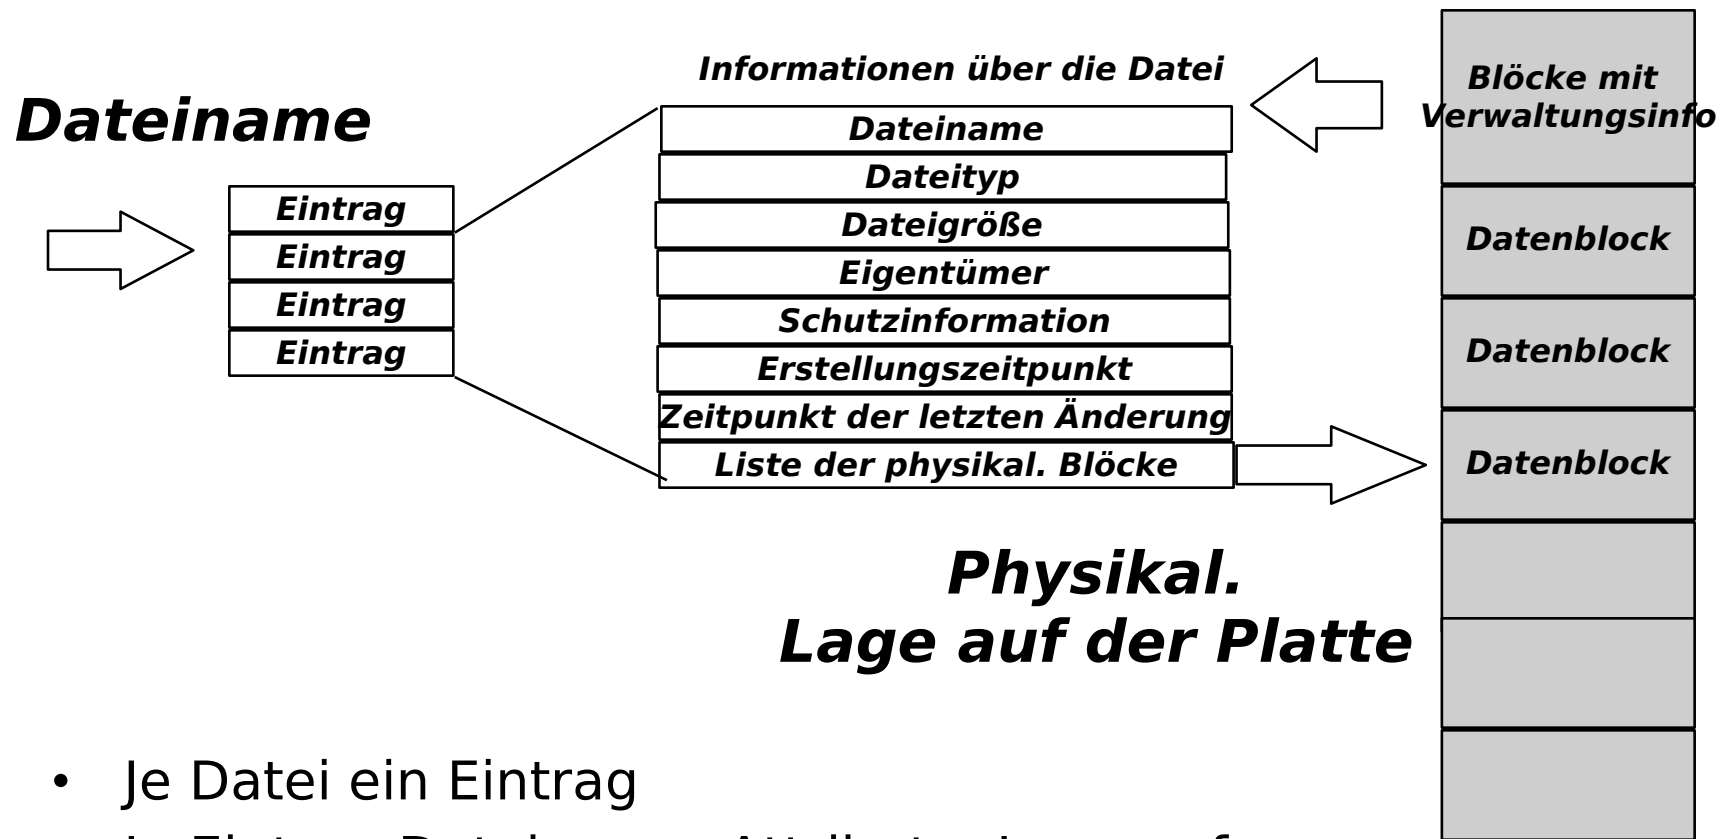 Dateiname
Eintrag
Eintrag
Eintrag
Eintrag
Informationen über die Datei
Dateiname
Dateityp
Dateigröße
Eigentümer
Schutzinformation
Erstellungszeitpunkt
Zeitpunkt der letzten Änderung
Liste der physikal. Blöcke
Blöcke mit
Verwaltungsinfo
Datenblock
Datenblock
Datenblock
Physikal.
Lage auf der Platte
• Je Datei ein Eintrag